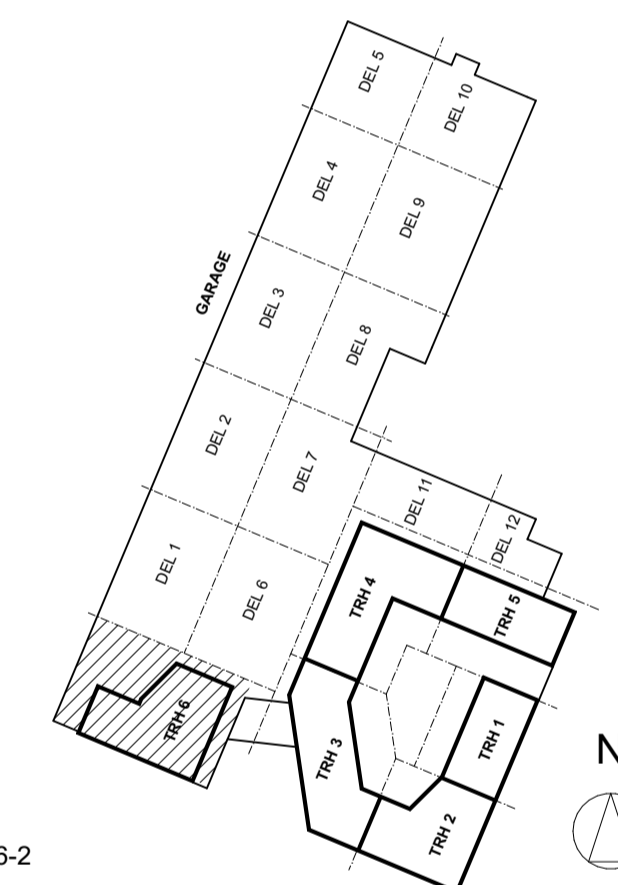 DEL 5
DEL 10
DEL 4
DEL 9
GARAGE
DEL 3
DEL 8
DEL 2
DEL 7
DEL 11
DEL 12
DEL 1
DEL 6
TRH 4
TRH 5
TRH 6
TRH 3
TRH 1
TRH 2
N
6-2